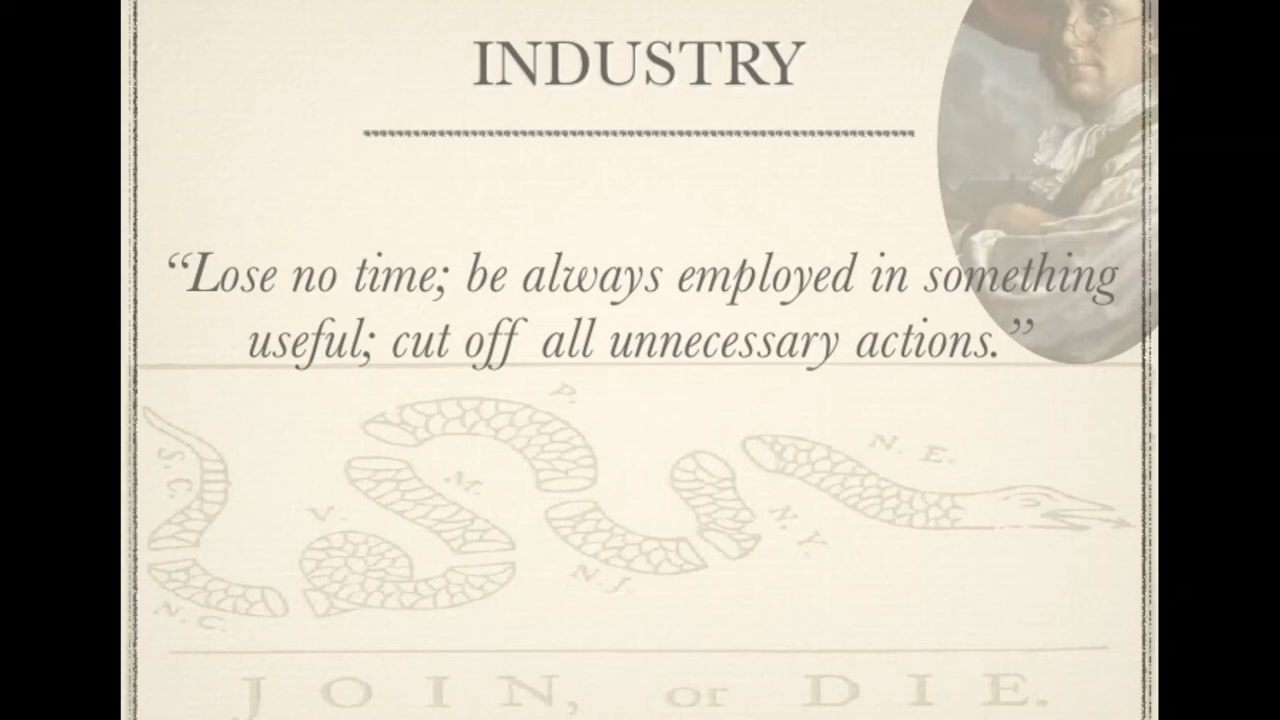 INDUSTRY
“Lose no time; be always employed in something
useful; cut off all unnecessary actions.”
P.
N. E.
S. C.
M.
V.
N. Y.
N. J.
N. C.
JOIN, or DIE.